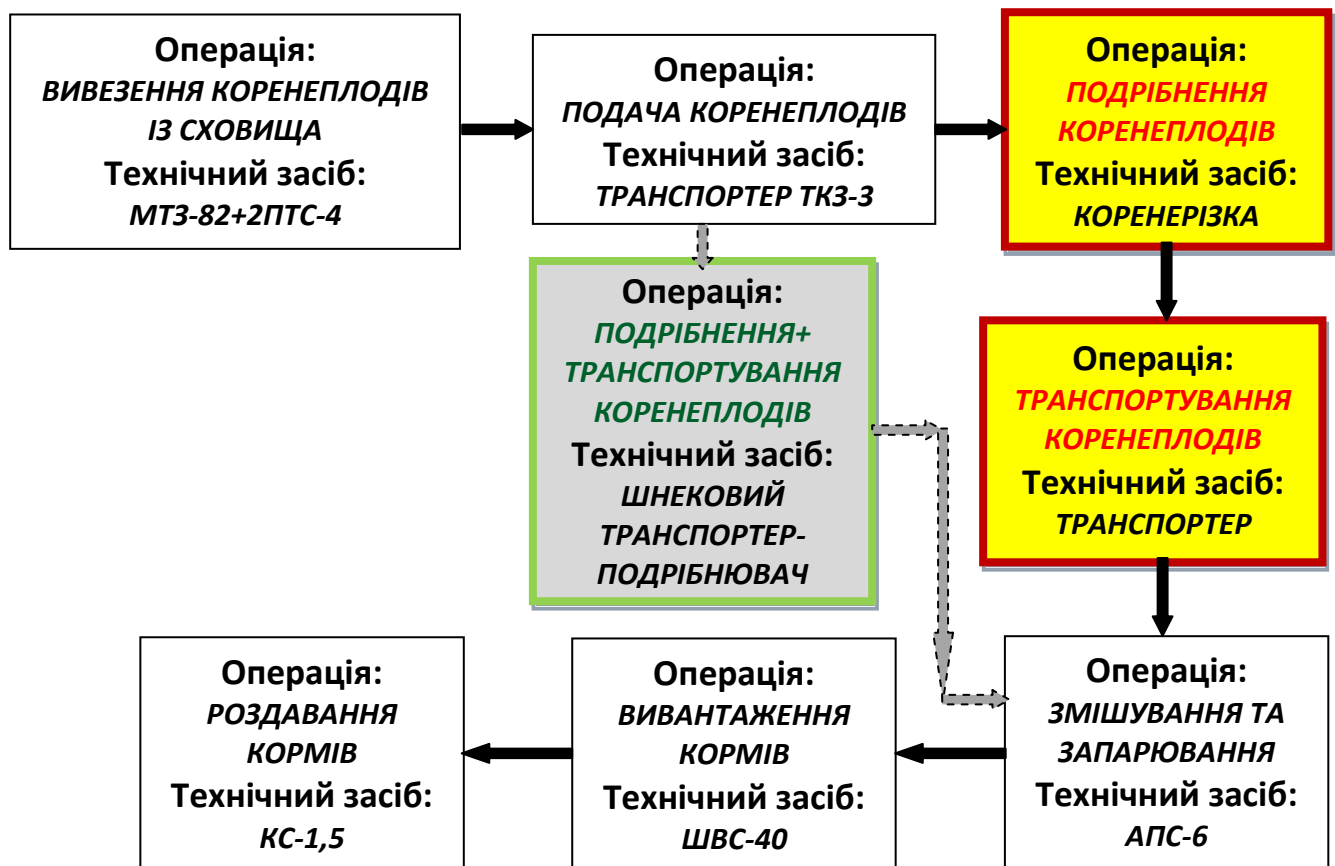 Операція:
ВИВЕЗЕННЯ КОРЕНЕПЛОДІВ
ІЗ СХОВИЩА
Технічний засіб:
МТЗ-82+2ПТС-4
Операція:
ПОДАЧА КОРЕНЕПЛОДІВ
Технічний засіб:
ТРАНСПОРТЕР ТКЗ-3
Операція:
ПОДРІБНЕННЯ
КОРЕНЕПЛОДІВ
Технічний засіб:
КОРЕНЕРІЗКА
Операція:
ПОДРІБНЕННЯ+
ТРАНСПОРТУВАННЯ
КОРЕНЕПЛОДІВ
Технічний засіб:
ШНЕКОВИЙ
ТРАНСПОРТЕР-
ПОДРІБНЮВАЧ
Операція:
ТРАНСПОРТУВАННЯ
КОРЕНЕПЛОДІВ
Технічний засіб:
ТРАНСПОРТЕР
Операція:
РОЗДАВАННЯ
КОРМІВ
Технічний засіб:
КС-1,5
Операція:
ВИВАНТАЖЕННЯ
КОРМІВ
Технічний засіб:
ШВС-40
Операція:
ЗМІШУВАННЯ ТА
ЗАПАРЮВАННЯ
Технічний засіб:
АПС-6